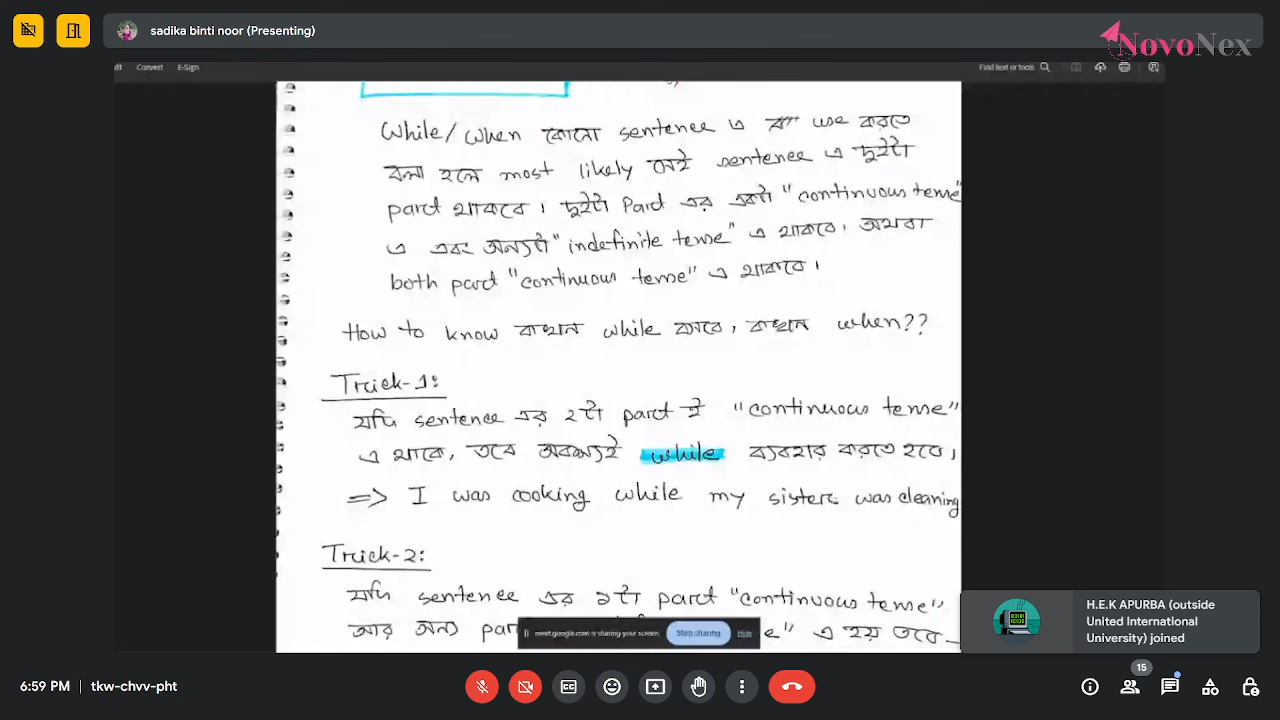 sadika binti noor (Presenting)
NovoNex
Convert E-Sign
Find text or tools
While/When কোনো sentence এ use করতে
বলা হলে most likely সেই sentence এ দুইটা
part থাকবে। দুইটা Part এর একটা "continuous tense"
এ এবং অন্যটা "indefinite tense" এ থাকবে। অথবা
both part "continuous tense" এ থাকবে।
How to know কখন while বসবে, কখন when??
Trick-1:
যদি sentence এর ২টা part ই "continuous tense"
এ থাকে, তবে অবশ্যই while ব্যবহার করতে হবে।
=> I was cooking while my sister was cleaning
Trick-2:
যদি sentence এর ১টা part "continuous tense"
আর অন্য par e" এ হয় তবে
meet.google.com is sharing your screen. Stop sharing Hide
H.E.K APURBA (outside
United International
University) joined
6:59 PM tkw-chvv-pht
15